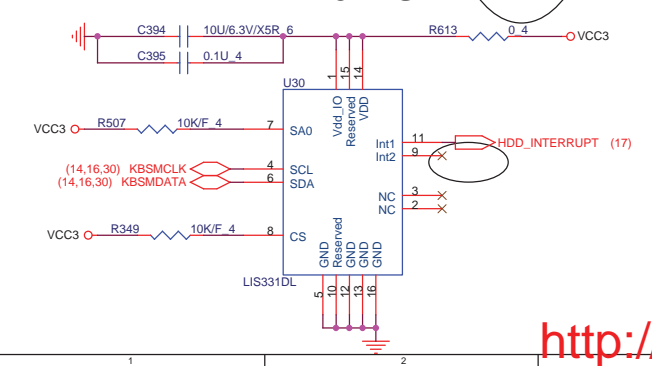 C394 10U/6.3V/X5R_6
R613 0_4 VCC3
C395 0.1U_4
U30
1 15 14
Vdd_IO Reserved VDD
VCC3 R507 10K/F_4 7 SA0
Int1 11 HDD_INTERRUPT (17)
Int2 9
(14,16,30) KBSMCLK 4 SCL
(14,16,30) KBSMDATA 6 SDA
NC 3
NC 2
VCC3 R349 10K/F_4 8 CS
GND Reserved GND GND GND
LIS331DL
5 10 12 13 16
http:/
1 2